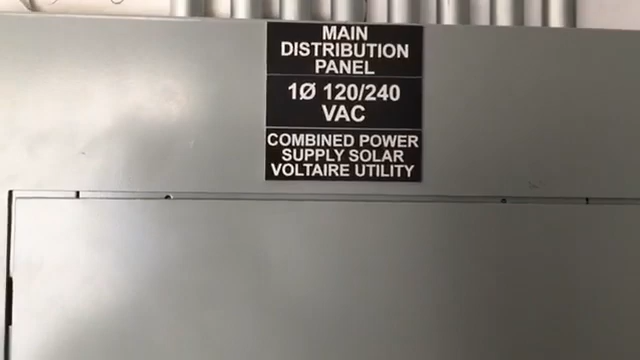 MAIN
DISTRIBUTION
PANEL
1Ø 120/240
VAC
COMBINED POWER
SUPPLY SOLAR
VOLTAIRE UTILITY